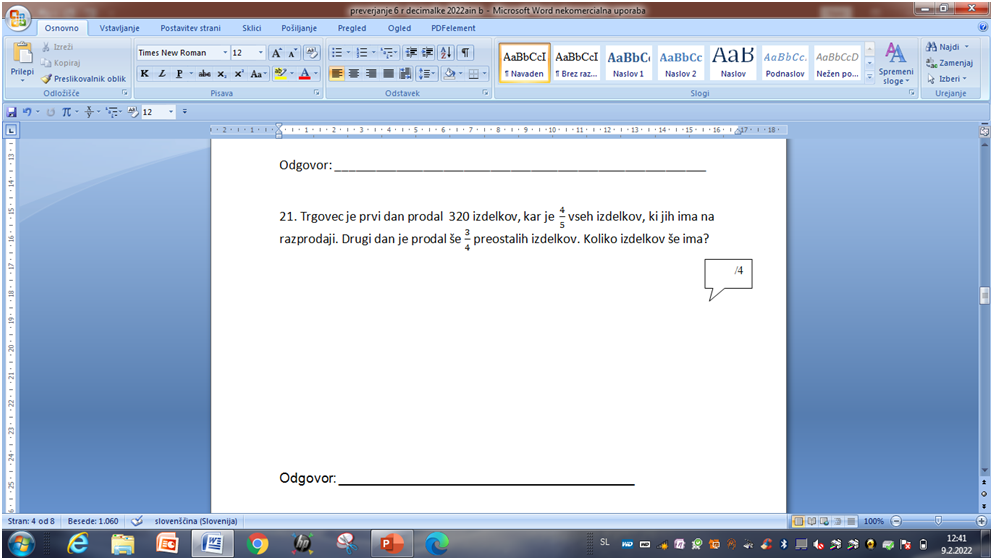 preverjanje 6 r decimalke 2022ain b - Microsoft Word nekomercialna uporaba
Osnovno Vstavljanje Postavitev strani Sklici Pošiljanje Pregled Ogled PDFelement
Prilepi
Izreži
Kopiraj
Preslikovalnik oblik
Odložišče
Times New Roman 12
Pisava
Odstavek
AaBbCcI AaBbCcI AaBbC AaBbCc AaB AaBbCc. AaBbCcD
¶ Navaden ¶ Brez raz... Naslov 1 Naslov 2 Naslov Podnaslov Nežen po...
Spremeni sloge
Slogi
Najdi
Zamenjaj
Izberi
Urejanje
12
Odgovor: ______________________________________________________
21. Trgovec je prvi dan prodal 320 izdelkov, kar je 4/5 vseh izdelkov, ki jih ima na
razprodaji. Drugi dan je prodal še 3/4 preostalih izdelkov. Koliko izdelkov še ima?
/4
Odgovor: ______________________________________
Stran: 4 od 8 Besede: 1.060 slovenščina (Slovenija) 100%
SL 12:41
9.2.2022